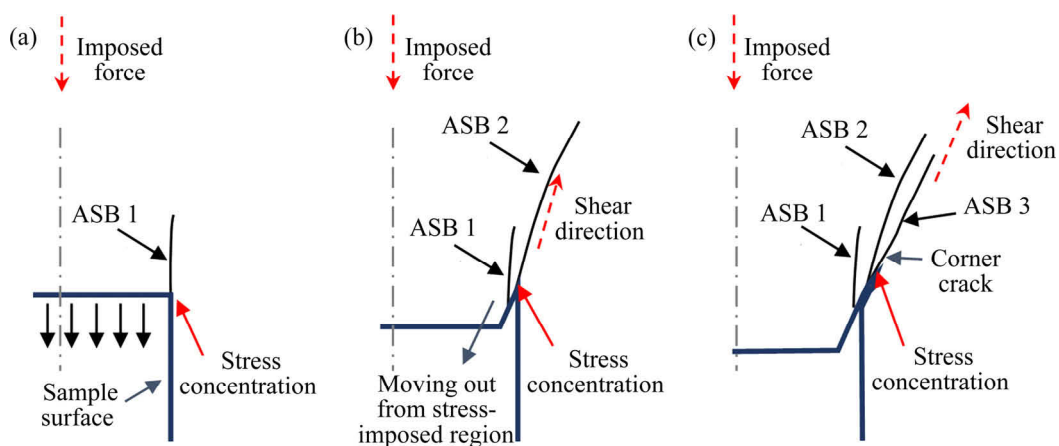 (a)
Imposed
force
ASB 1
Stress
concentration
Sample
surface
(b)
Imposed
force
ASB 2
ASB 1
Shear
direction
Stress
concentration
Moving out
from stress-
imposed region
(c)
Imposed
force
ASB 2
Shear
direction
ASB 1
ASB 3
Corner
crack
Stress
concentration